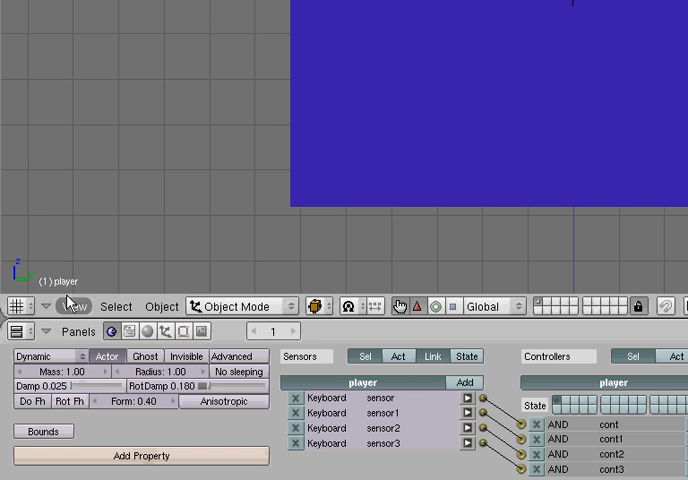 z
(1) player
View Select Object Object Mode Global
Panels 1
Dynamic Actor Ghost Invisible Advanced
Mass: 1.00 Radius: 1.00 No sleeping
Damp 0.025 RotDamp 0.180
Do Fh Rot Fh Form: 0.40 Anisotropic
Bounds
Add Property
Sensors Sel Act Link State
player Add
Keyboard sensor
Keyboard sensor1
Keyboard sensor2
Keyboard sensor3
Controllers Sel Act
player
State
AND cont
AND cont1
AND cont2
AND cont3